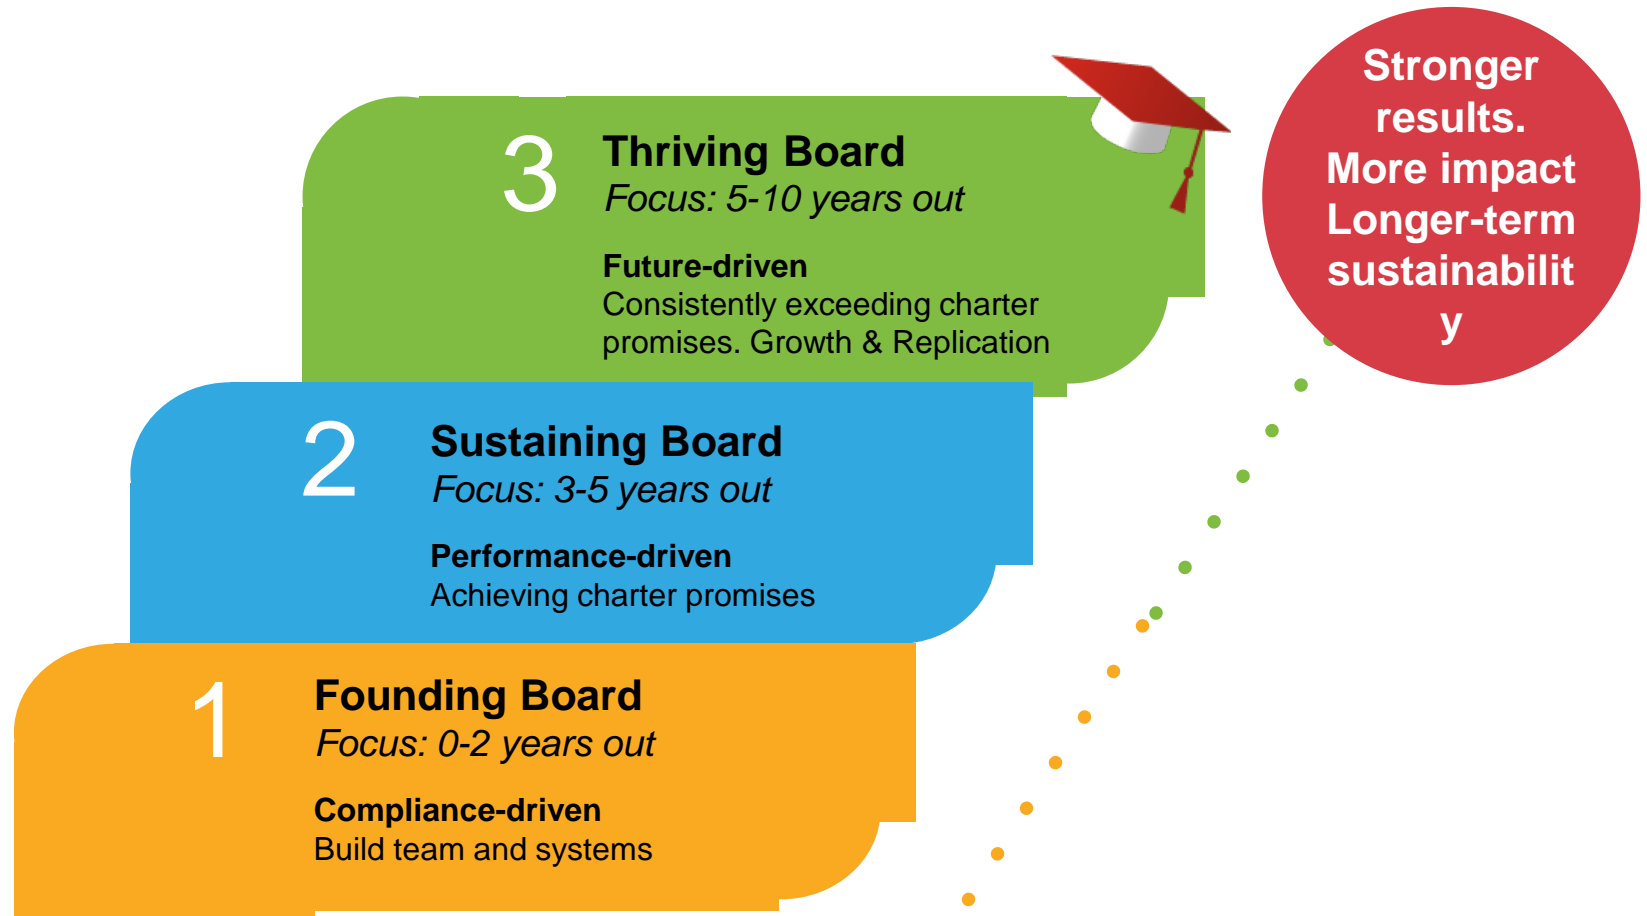 3
Thriving Board
Focus: 5-10 years out
Future-driven
Consistently exceeding charter
promises. Growth & Replication
Stronger
results.
More impact
Longer-term
sustainabilit
y
2
Sustaining Board
Focus: 3-5 years out
Performance-driven
Achieving charter promises
1
Founding Board
Focus: 0-2 years out
Compliance-driven
Build team and systems